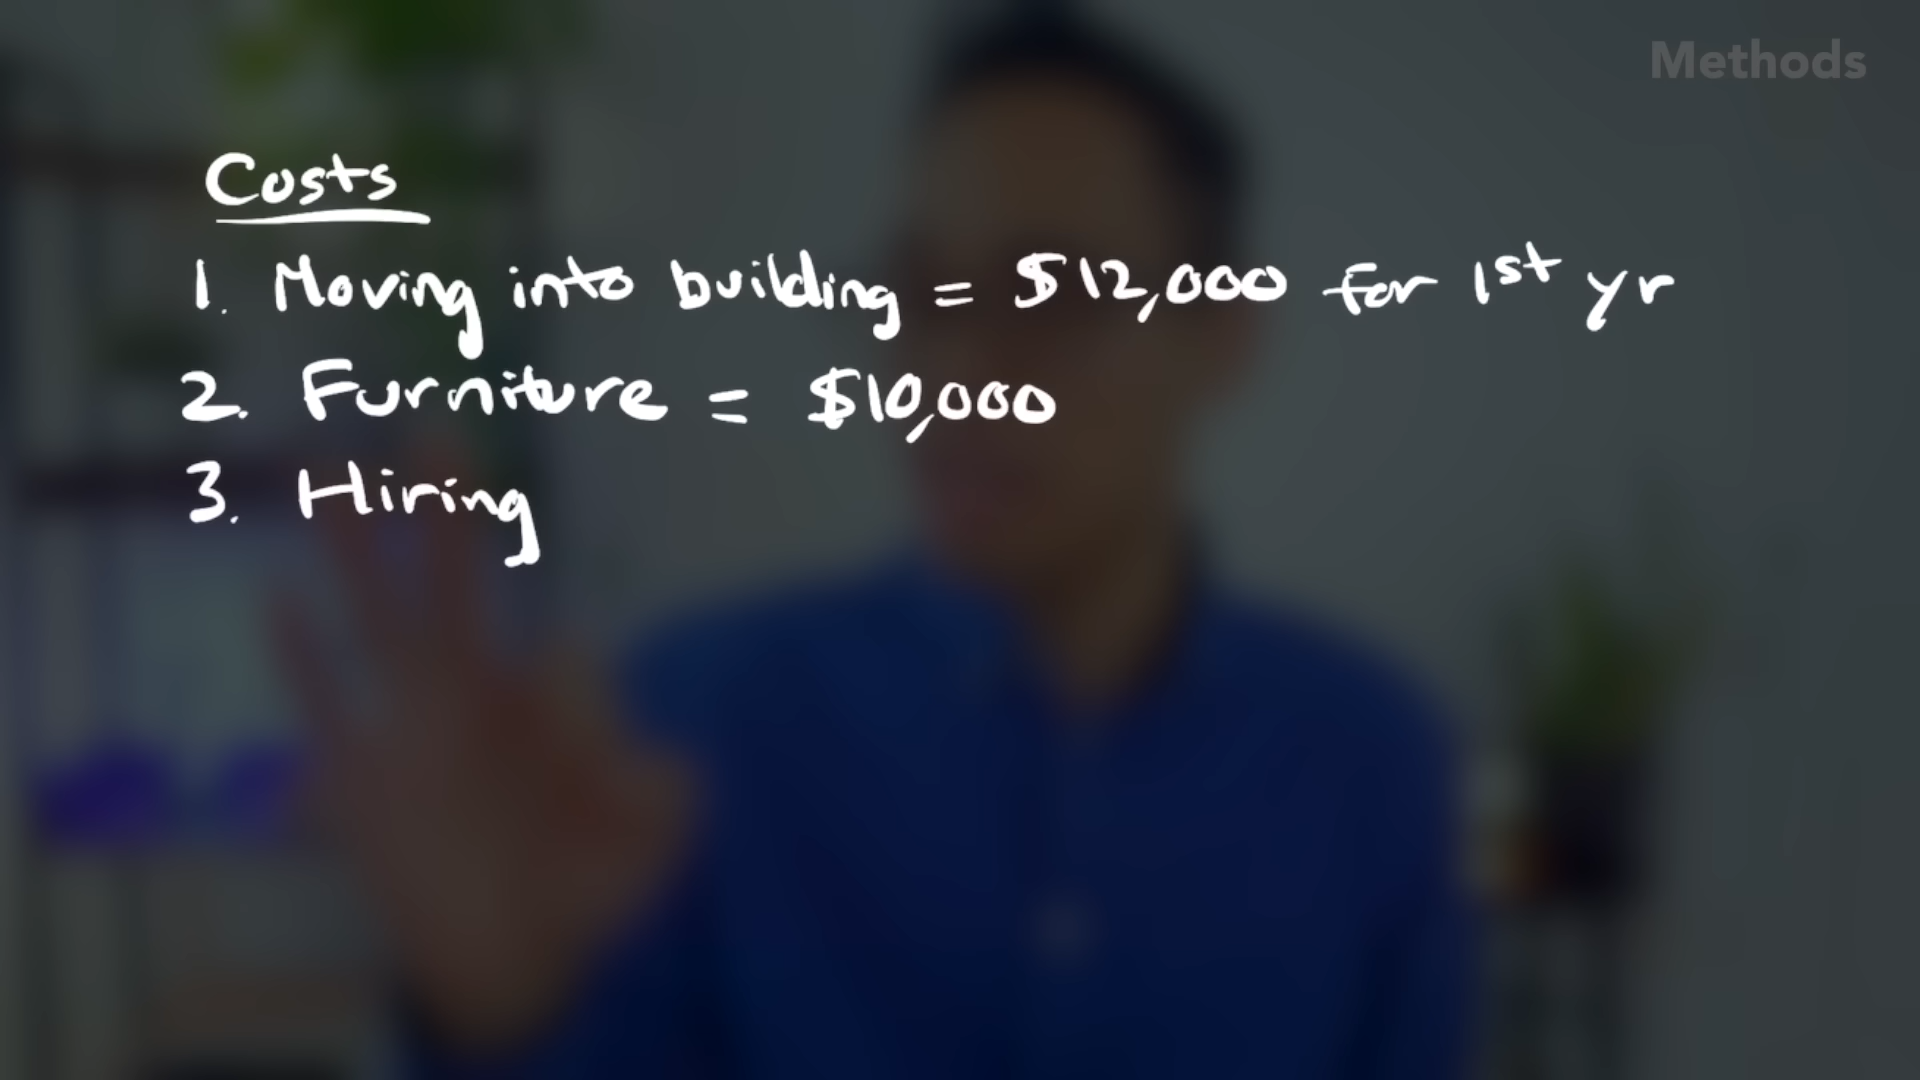 Methods
Costs
1. Moving into building = $12,000 for 1st yr
2. Furniture = $10,000
3. Hiring